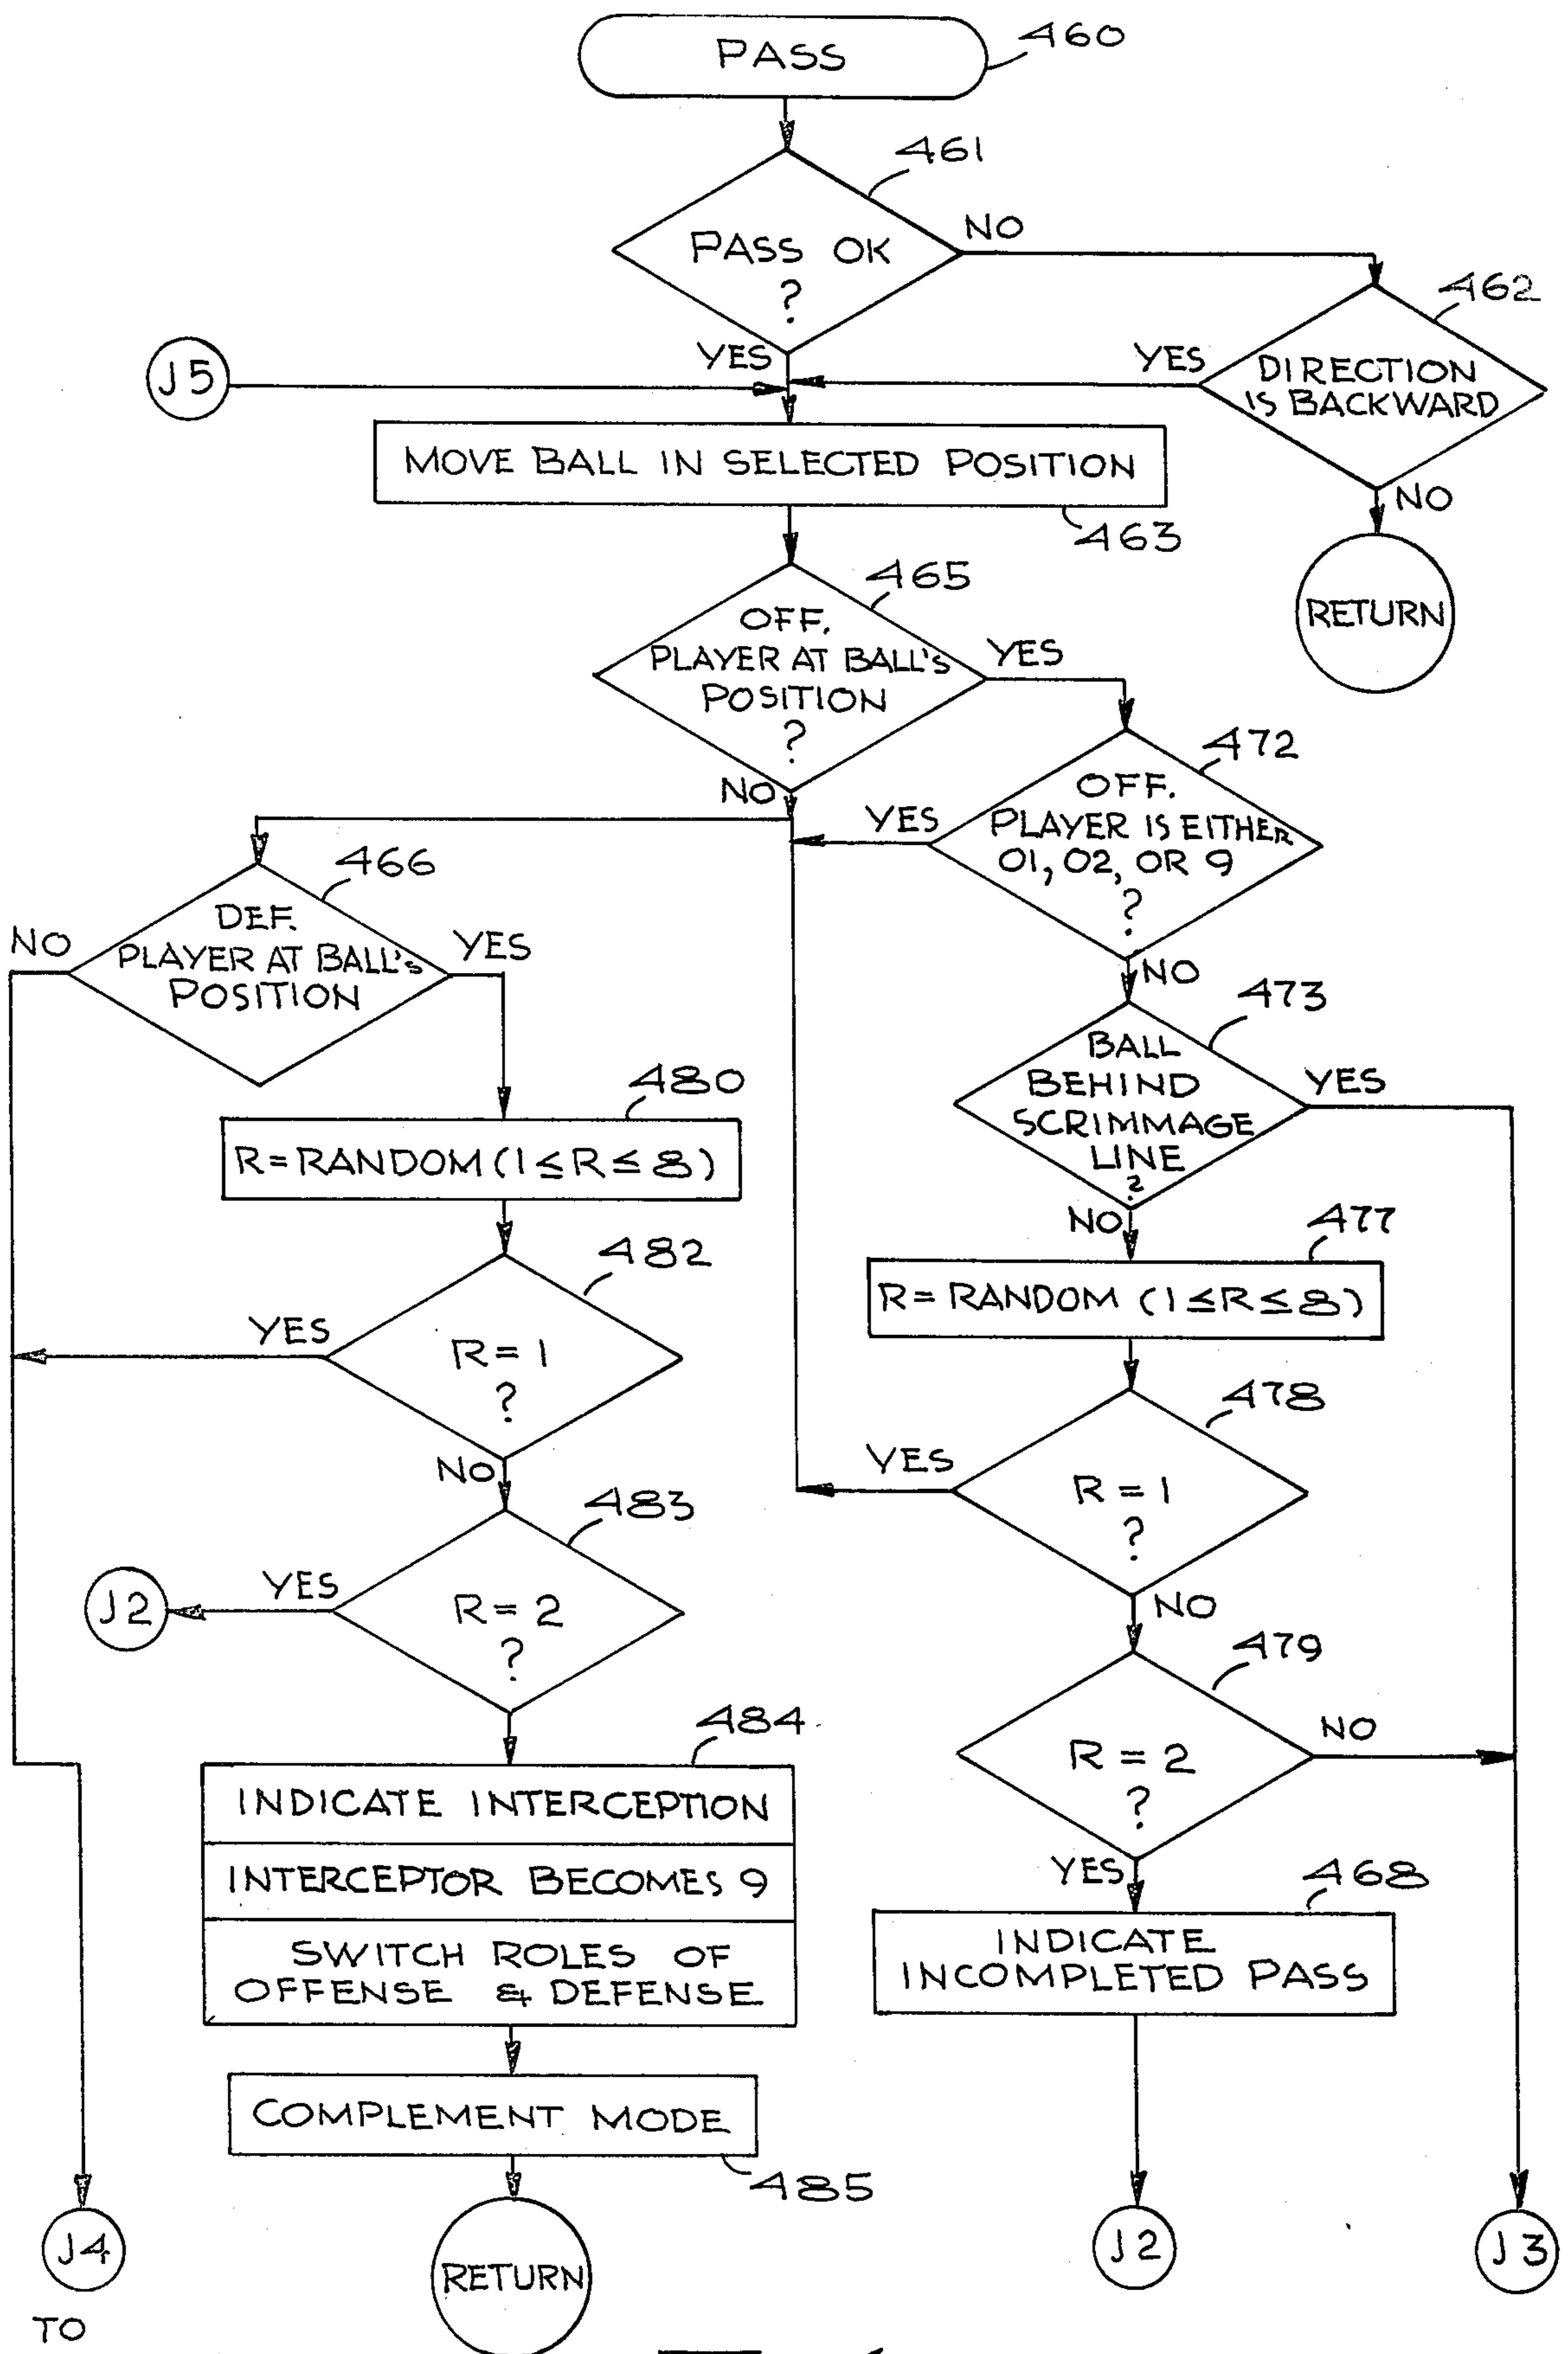 PASS
460
461
PASS OK
?
NO
462
YES
YES
DIRECTION
IS BACKWARD
J5
MOVE BALL IN SELECTED POSITION
463
NO
RETURN
465
OFF.
PLAYER AT BALL'S
POSITION
?
YES
NO
472
OFF.
PLAYER IS EITHER
01, 02, OR 9
?
YES
NO
466
DEF.
PLAYER AT BALL'S
POSITION
NO
YES
473
BALL
BEHIND
SCRIMMAGE
LINE
?
YES
NO
480
R=RANDOM (1≤R≤8)
477
R=RANDOM (1≤R≤8)
482
R=1
?
YES
NO
478
R=1
?
YES
NO
483
R=2
?
YES
J2
479
R=2
?
NO
YES
484
INDICATE INTERCEPTION
INTERCEPTOR BECOMES 9
SWITCH ROLES OF
OFFENSE & DEFENSE
468
INDICATE
INCOMPLETED PASS
COMPLEMENT MODE
485
J4
TO
RETURN
J2
J3